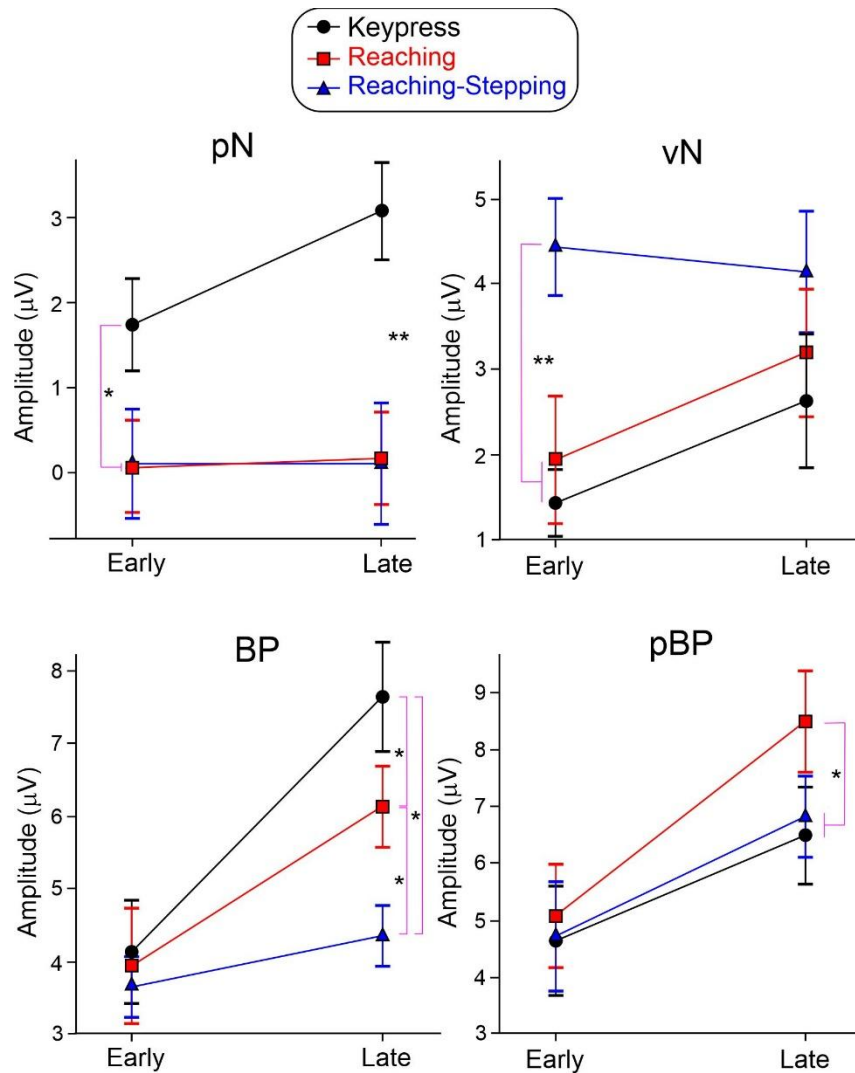 Keypress
Reaching
Reaching-Stepping
pN
Amplitude (μV)
3
2
1
0
*
**
Early
Late
vN
Amplitude (μV)
5
4
3
2
1
**
Early
Late
BP
Amplitude (μV)
8
7
6
5
4
3
*
*
*
Early
Late
pBP
Amplitude (μV)
9
8
7
6
5
4
3
*
Early
Late